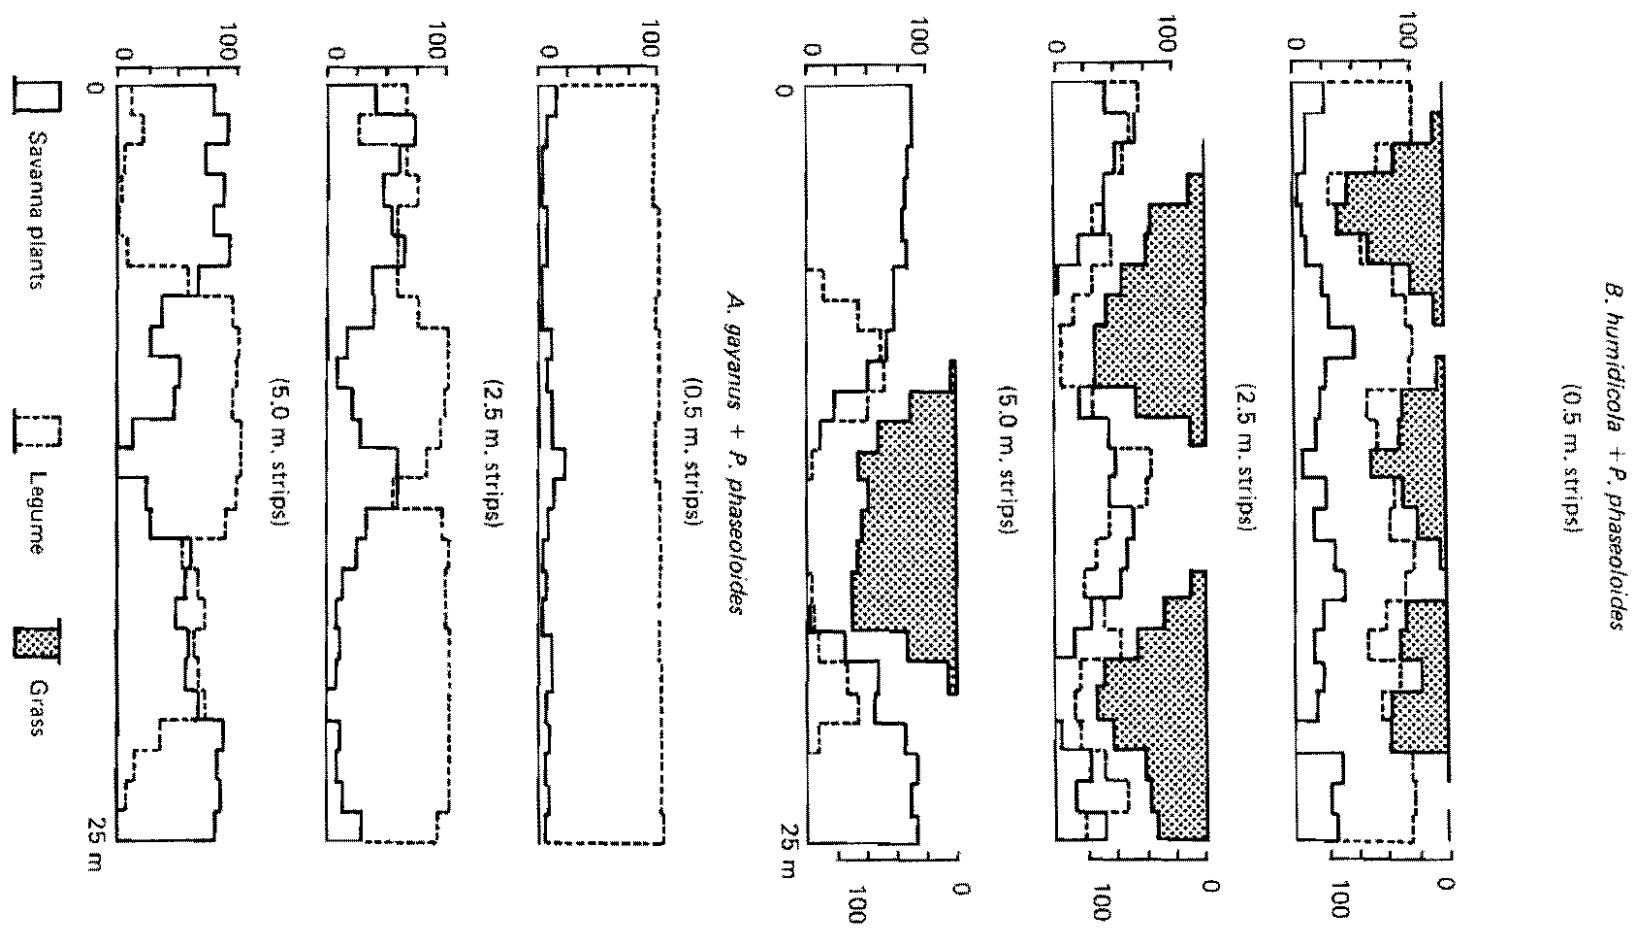 B. humidicola + P. phaseoloides
(0.5 m. strips)
100
0
0
100
(2.5 m. strips)
100
0
0
100
(5.0 m. strips)
100
0
0
100
0 25 m
A. gayanus + P. phaseoloides
(0.5 m. strips)
100
0
(2.5 m. strips)
100
0
(5.0 m. strips)
100
0
0 25 m
Savanna plants Legume Grass